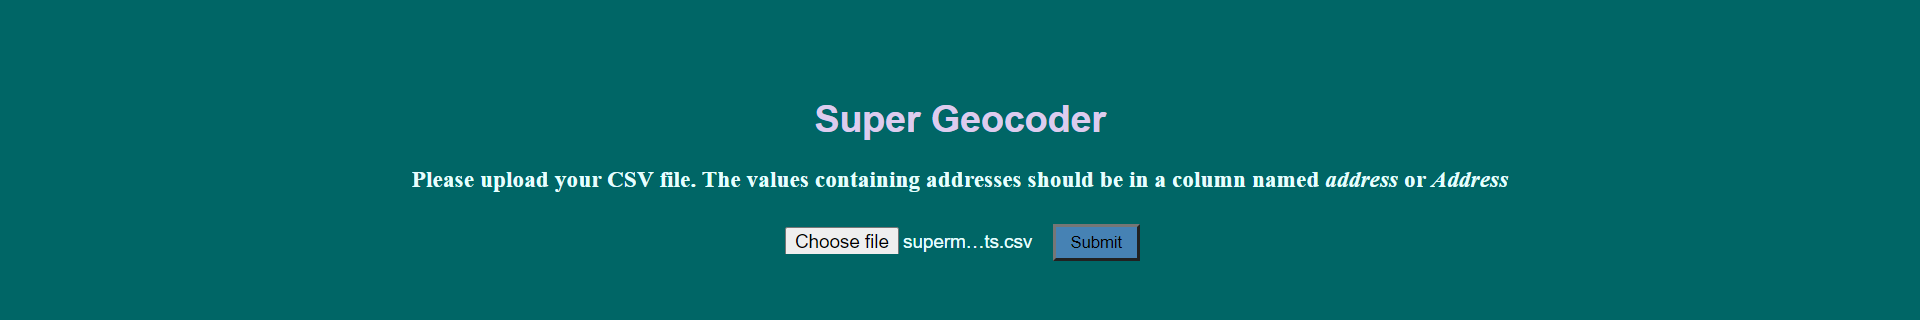 Super Geocoder
Please upload your CSV file. The values containing addresses should be in a column named address or Address
Choose file superm...ts.csv Submit